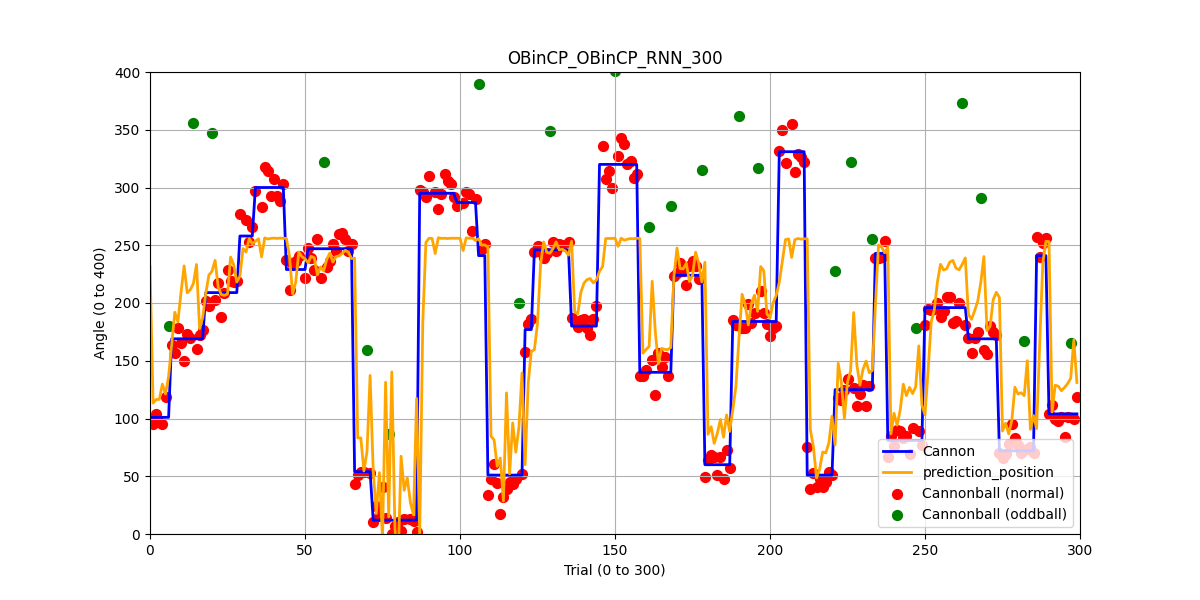 OBinCP_OBinCP_RNN_300
400
350
300
250
200
150
100
50
0
Angle (0 to 400)
0
50
100
150
200
250
300
Trial (0 to 300)
Cannon
prediction_position
Cannonball (normal)
Cannonball (oddball)